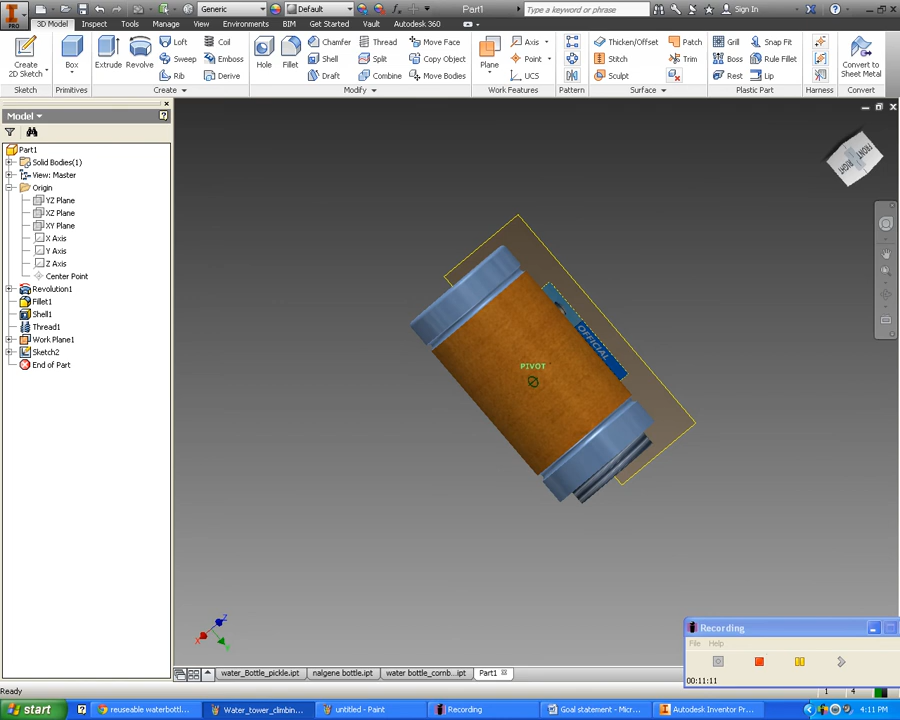 PRO
Generic
Default
Part1
Type a keyword or phrase
Sign In
3D Model
Inspect
Tools
Manage
View
Environments
BIM
Get Started
Vault
Autodesk 360
Create
2D Sketch
Box
Extrude
Revolve
Loft
Sweep
Rib
Coil
Emboss
Derive
Hole
Fillet
Chamfer
Shell
Draft
Thread
Split
Combine
Move Face
Copy Object
Move Bodies
Plane
Axis
Point
UCS
Thicken/Offset
Stitch
Sculpt
Patch
Trim
Grill
Boss
Rest
Snap Fit
Rule Fillet
Lip
Convert to
Sheet Metal
Sketch
Primitives
Create
Modify
Work Features
Pattern
Surface
Plastic Part
Harness
Convert
Model
Part1
Solid Bodies(1)
View: Master
Origin
YZ Plane
XZ Plane
XY Plane
X Axis
Y Axis
Z Axis
Center Point
Revolution1
Fillet1
Shell1
Thread1
Work Plane1
Sketch2
End of Part
FRONT
RIGHT
OFFICIAL
PIVOT
Z
X
Y
Recording
File Help
00:11:11
water_Bottle_pickle.ipt
nalgene bottle.ipt
water bottle_comb...ipt
Part1
Ready
1 4
start
reusable waterbottl...
Water_tower_climbin...
untitled - Paint
Recording
Goal statement - Micr...
Autodesk Inventor Pr...
4:11 PM